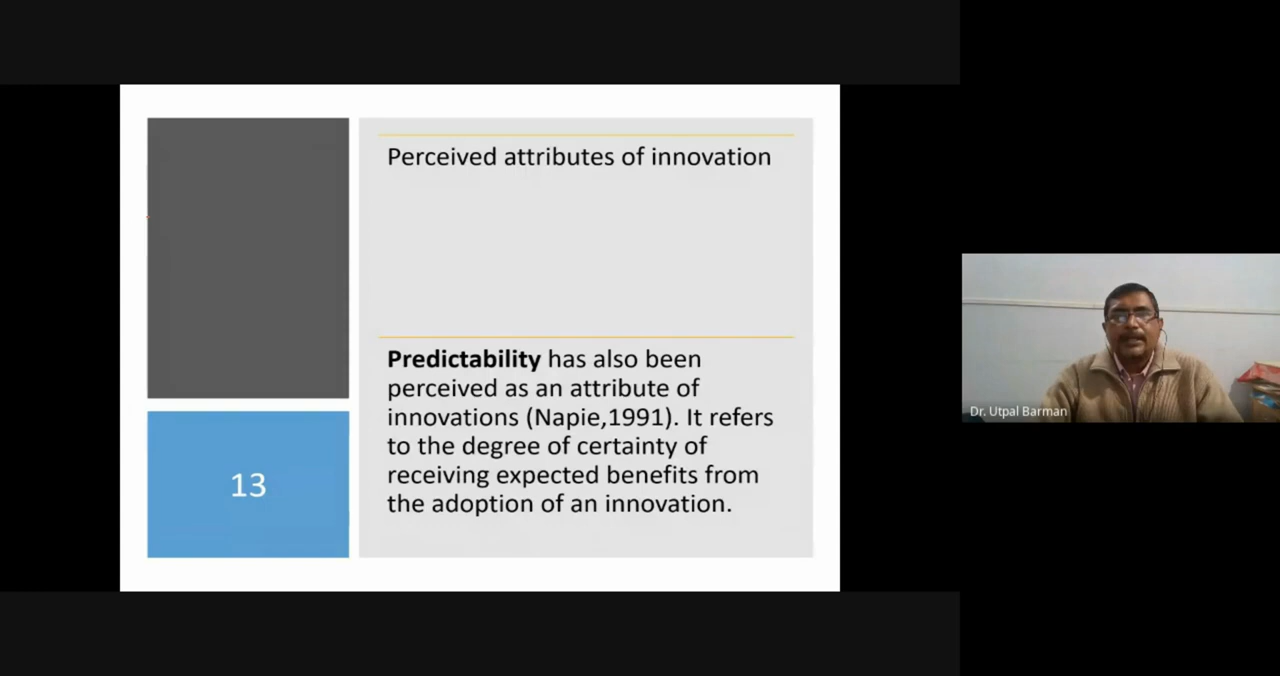 Perceived attributes of innovation
Predictability has also been
perceived as an attribute of
innovations (Napie,1991). It refers
to the degree of certainty of
receiving expected benefits from
the adoption of an innovation.
13
Dr. Utpal Barman